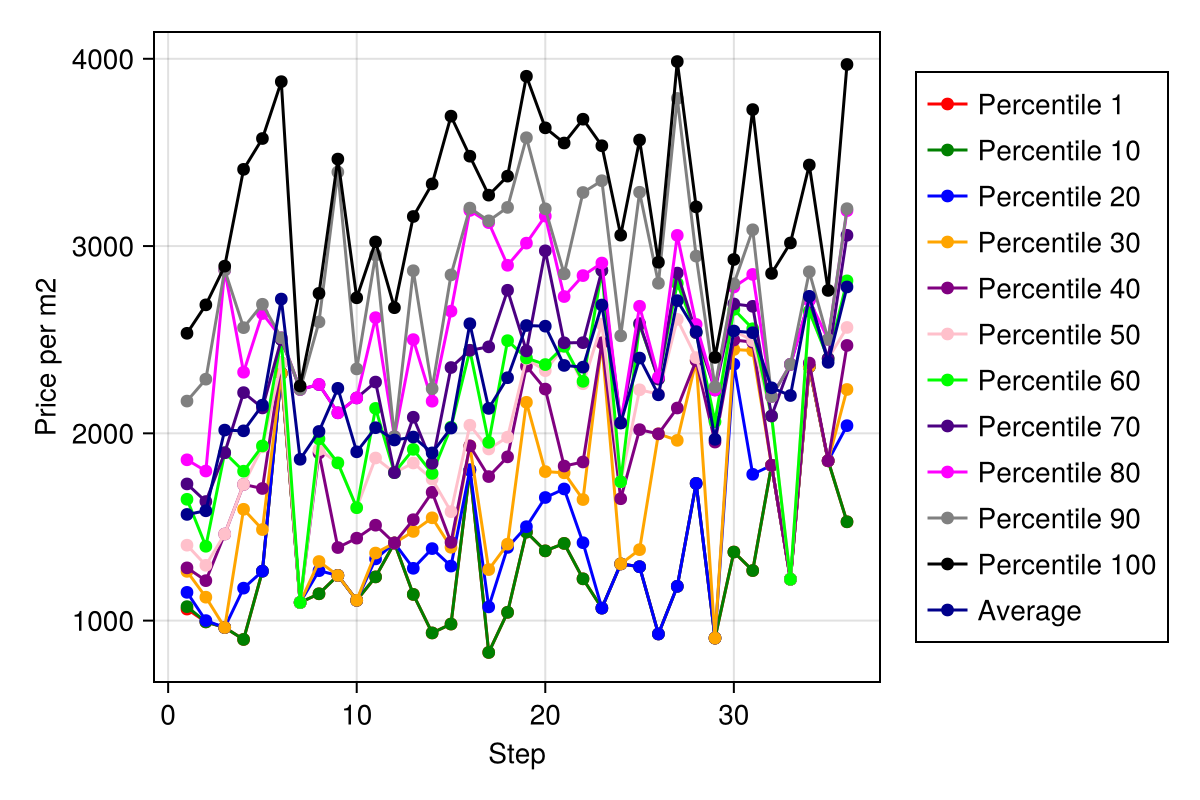 4000
3000
2000
1000
Price per m2
0 10 20 30
Step
Percentile 1
Percentile 10
Percentile 20
Percentile 30
Percentile 40
Percentile 50
Percentile 60
Percentile 70
Percentile 80
Percentile 90
Percentile 100
Average